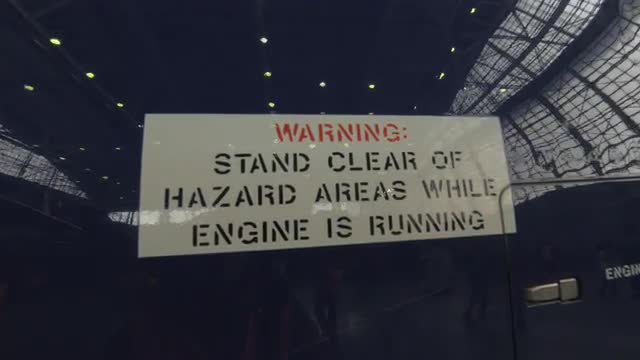 WARNING:
STAND CLEAR OF
HAZARD AREAS WHILE
ENGINE IS RUNNING